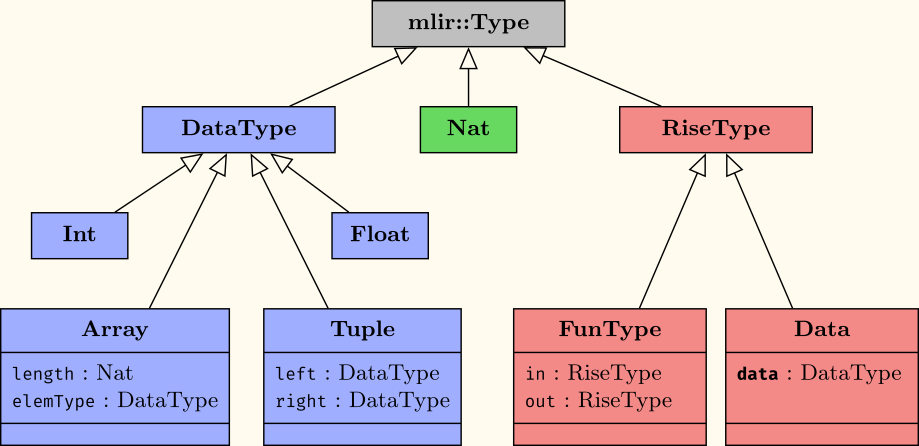 mlir::Type
DataType
Nat
RiseType
Int
Float
Array
length : Nat
elemType : DataType
Tuple
left : DataType
right : DataType
FunType
in : RiseType
out : RiseType
Data
data : DataType